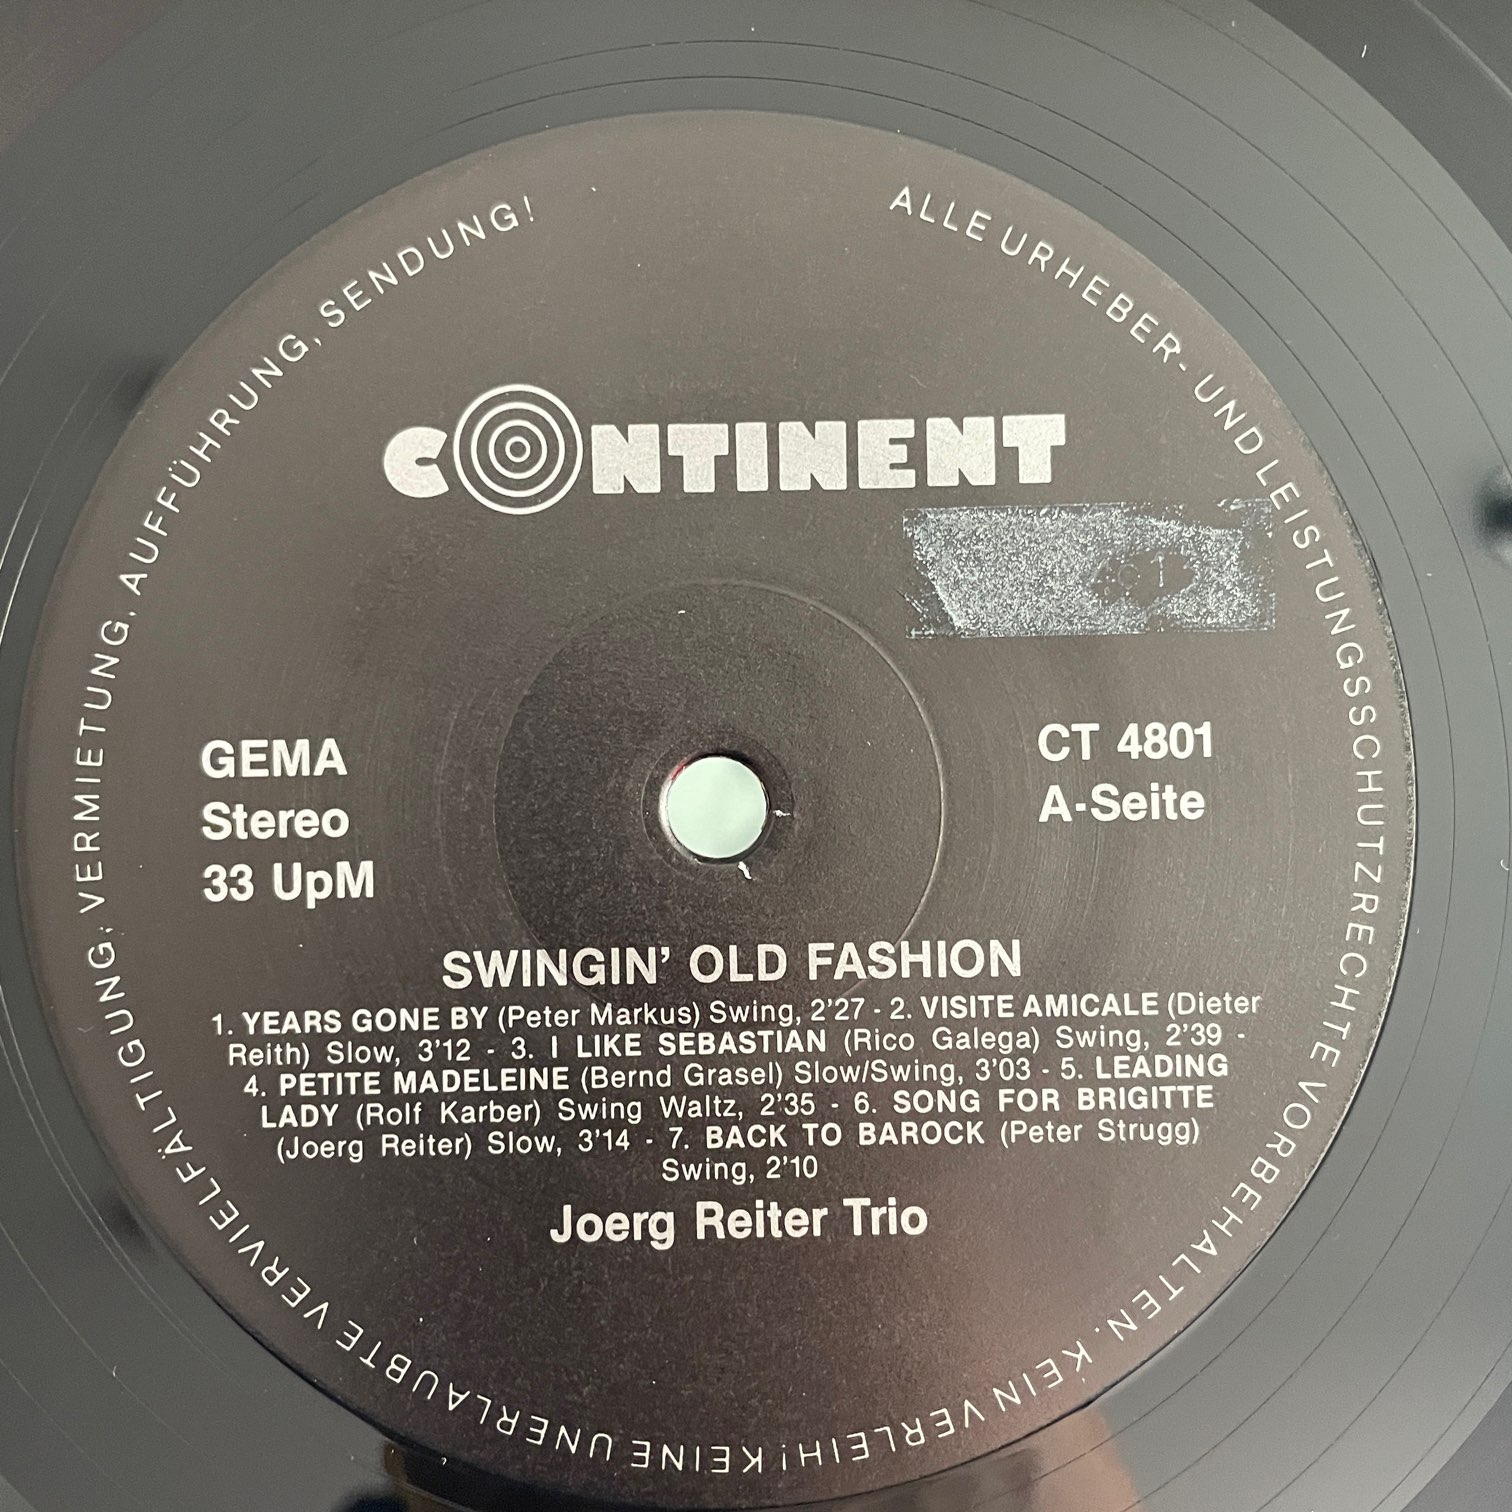 ALLE URHEBER- UND LEISTUNGSSCHUTZRECHTE VORBEHALTEN. KEIN VERLEIH! KEINE UNERLAUBTE VERVIELFÄLTIGUNG, VERMIETUNG, AUFFÜHRUNG, SENDUNG!
CONTINENT
GEMA
Stereo
33 UpM
CT 4801
A-Seite
SWINGIN' OLD FASHION
1. YEARS GONE BY (Peter Markus) Swing, 2'27 - 2. VISITE AMICALE (Dieter
Reith) Slow, 3'12 - 3. I LIKE SEBASTIAN (Rico Galega) Swing, 2'39 -
4. PETITE MADELEINE (Bernd Grasel) Slow/Swing, 3'03 - 5. LEADING
LADY (Rolf Karber) Swing Waltz, 2'35 - 6. SONG FOR BRIGITTE
(Joerg Reiter) Slow, 3'14 - 7. BACK TO BAROCK (Peter Strugg)
Swing, 2'10
Joerg Reiter Trio